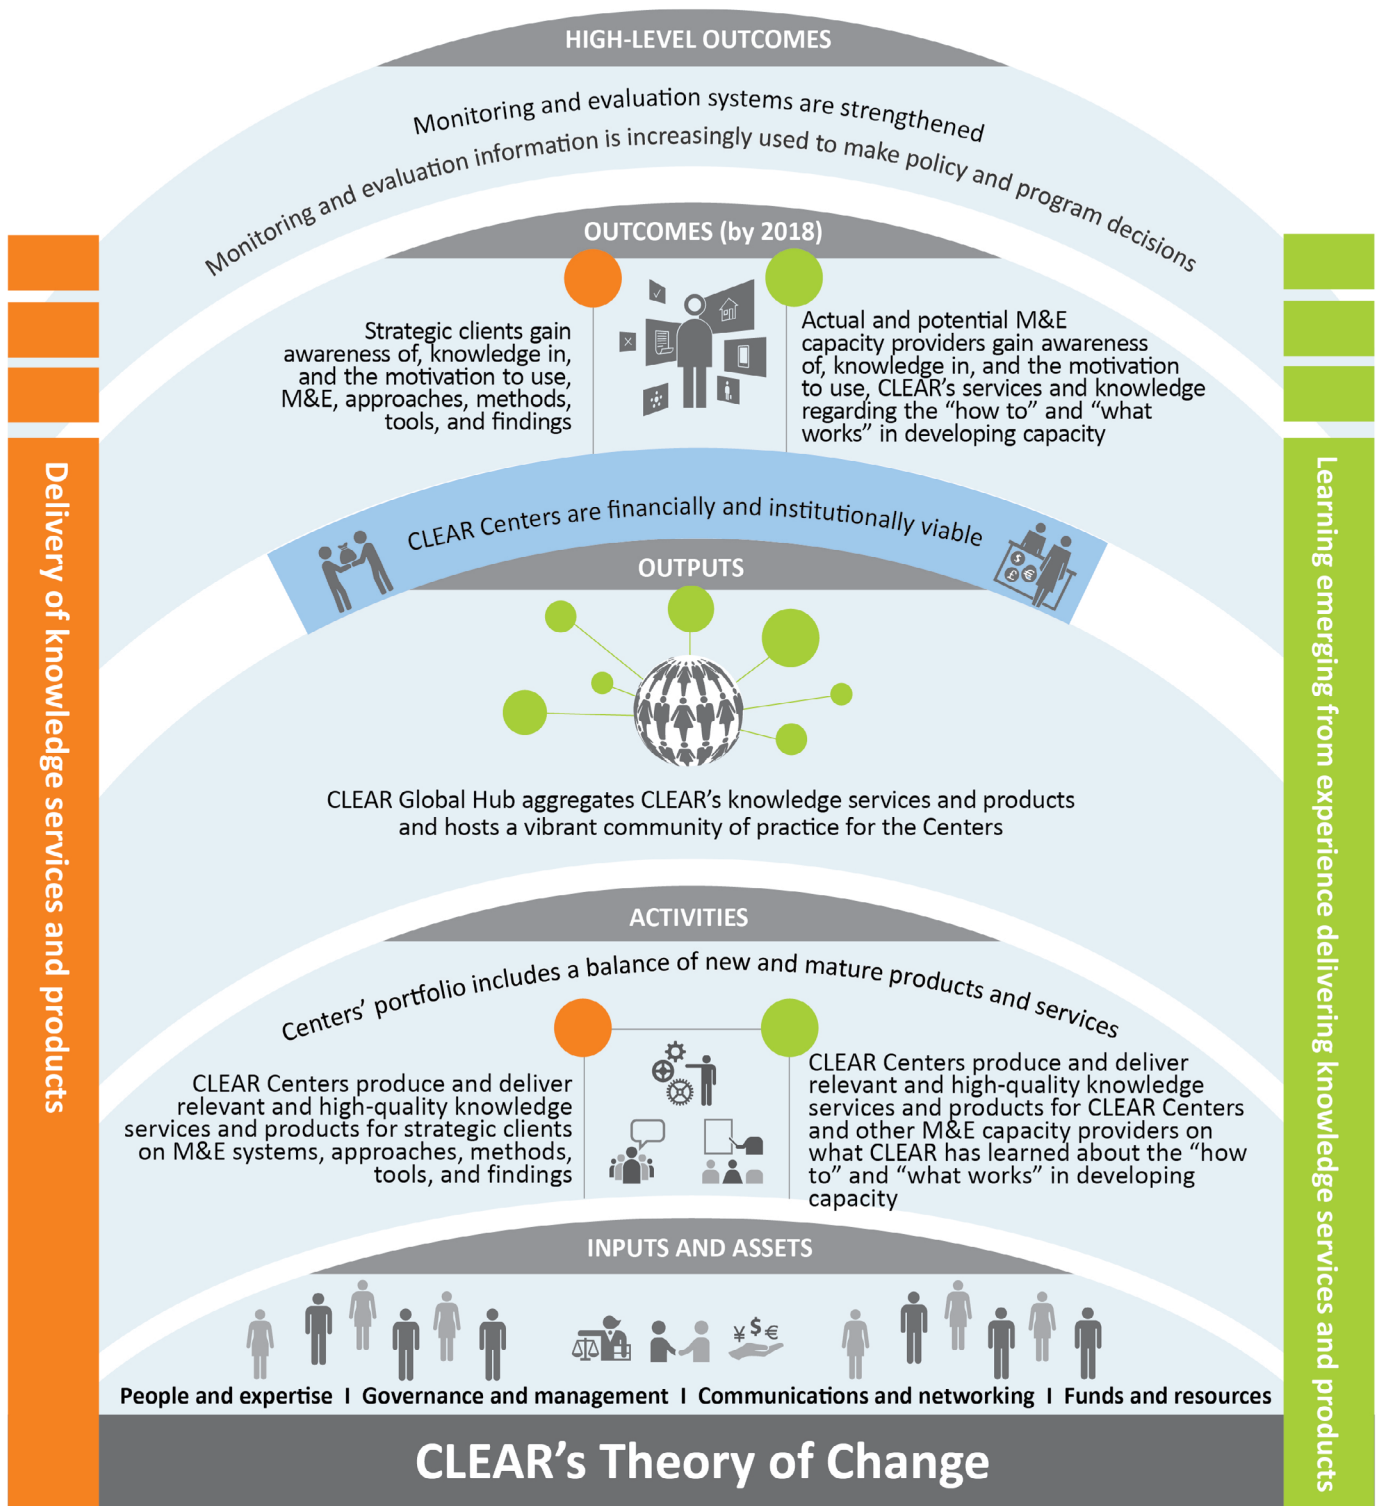 HIGH-LEVEL OUTCOMES
Monitoring and evaluation systems are strengthened
Monitoring and evaluation information is increasingly used to make policy and program decisions
OUTCOMES (by 2018)
Strategic clients gain
awareness of, knowledge in,
and the motivation to use,
M&E, approaches, methods,
tools, and findings
Actual and potential M&E
capacity providers gain awareness
of, knowledge in, and the motivation
to use, CLEAR’s services and knowledge
regarding the “how to” and “what
works” in developing capacity
CLEAR Centers are financially and institutionally viable
$
£
€
OUTPUTS
CLEAR Global Hub aggregates CLEAR’s knowledge services and products
and hosts a vibrant community of practice for the Centers
ACTIVITIES
Centers’ portfolio includes a balance of new and mature products and services
CLEAR Centers produce and deliver
relevant and high-quality knowledge
services and products for strategic clients
on M&E systems, approaches, methods,
tools, and findings
CLEAR Centers produce and deliver
relevant and high-quality knowledge
services and products for CLEAR Centers
and other M&E capacity providers on
what CLEAR has learned about the “how
to” and “what works” in developing
capacity
INPUTS AND ASSETS
¥ $ €
People and expertise I Governance and management I Communications and networking I Funds and resources
CLEAR’s Theory of Change
Delivery of knowledge services and products
Learning emerging from experience delivering knowledge services and products